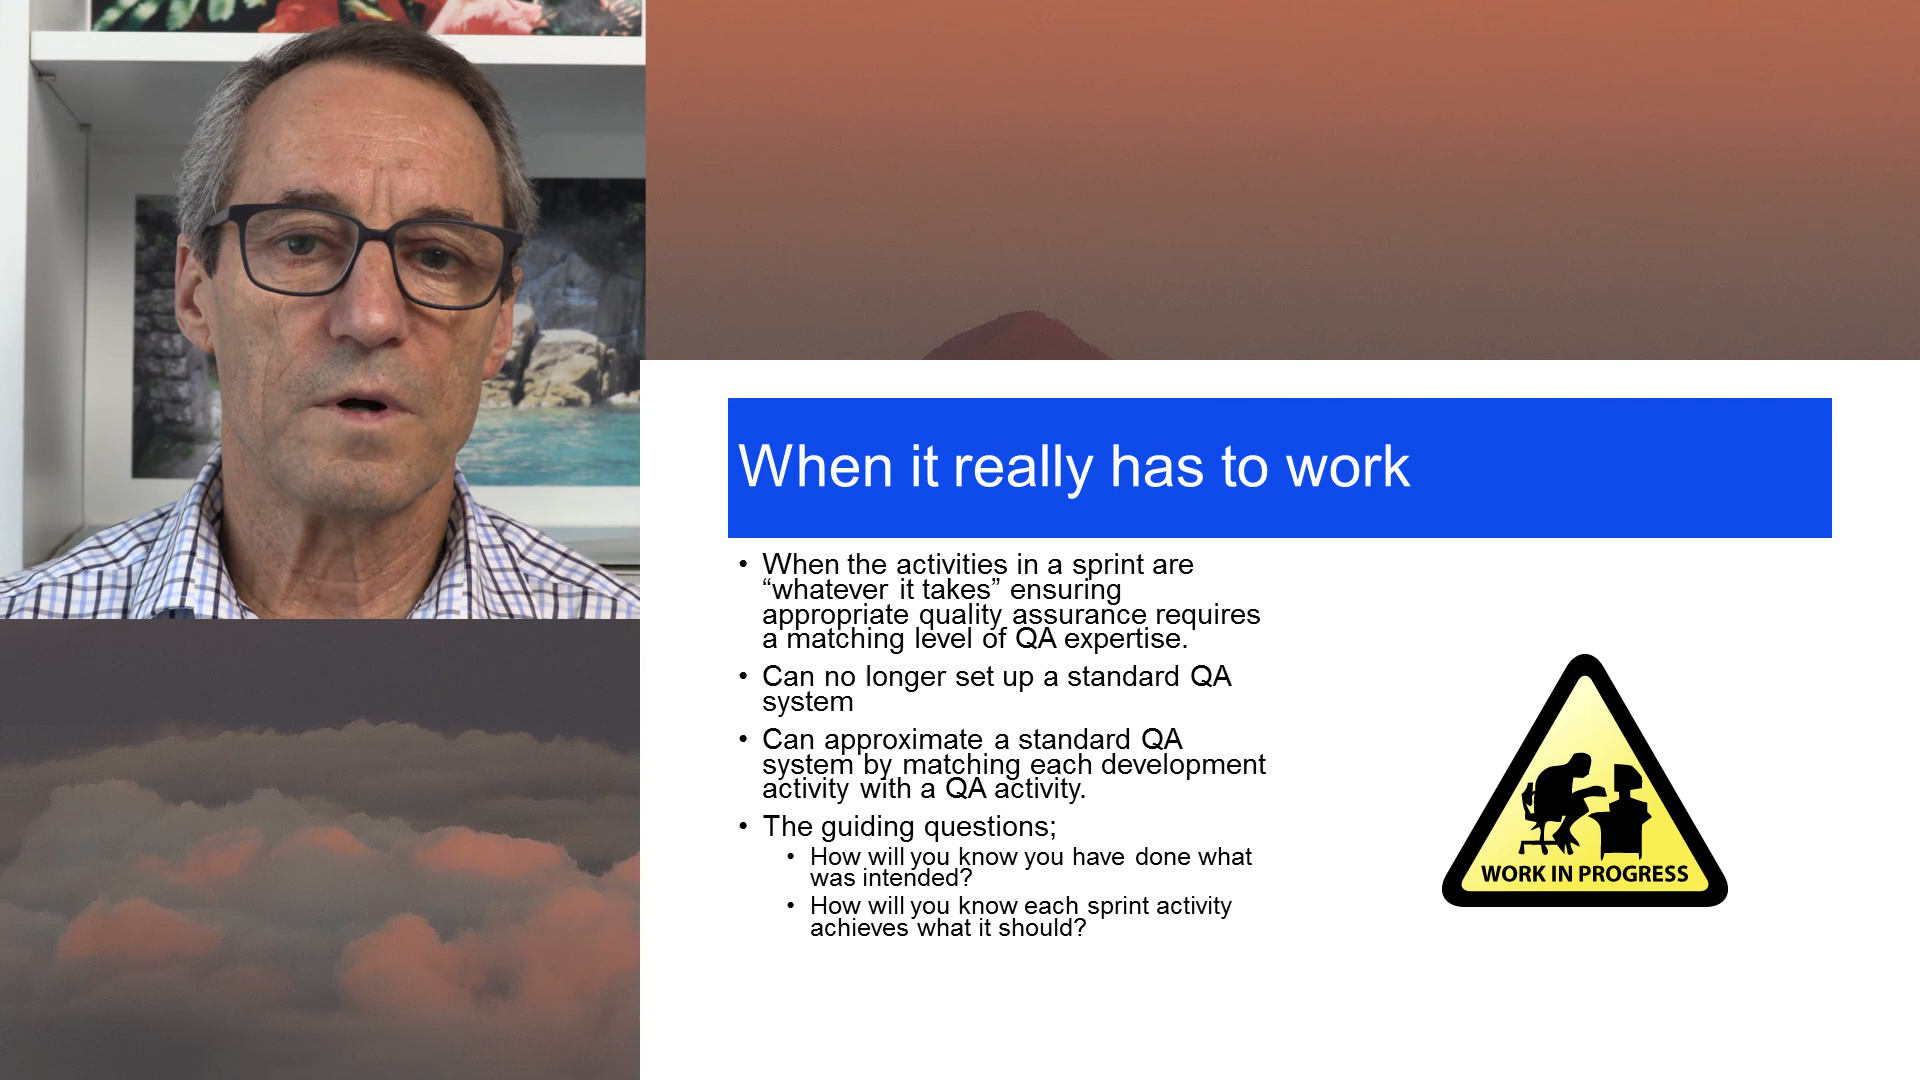 When it really has to work
• When the activities in a sprint are
“whatever it takes” ensuring
appropriate quality assurance requires
a matching level of QA expertise.
• Can no longer set up a standard QA
system
• Can approximate a standard QA
system by matching each development
activity with a QA activity.
• The guiding questions;
• How will you know you have done what
was intended?
• How will you know each sprint activity
achieves what it should?
WORK IN PROGRESS